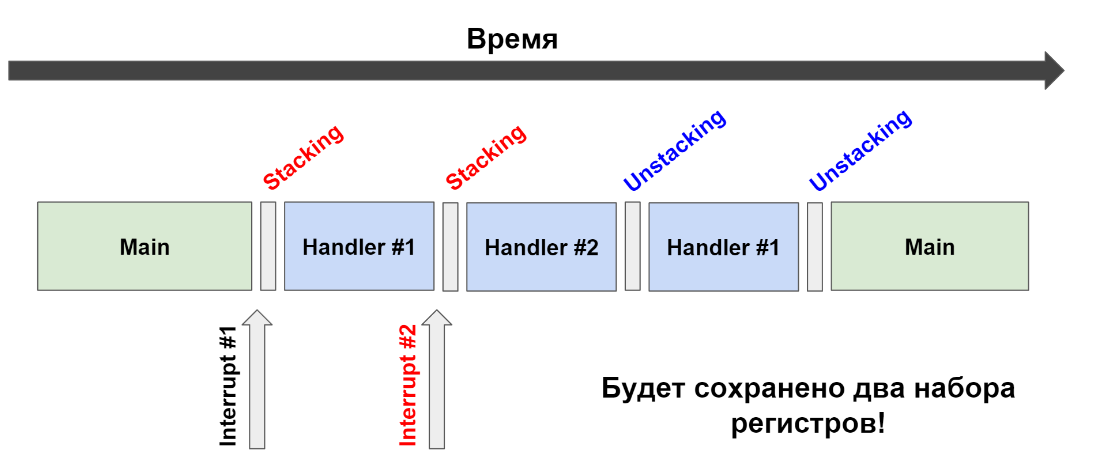 Время
Stacking
Stacking
Unstacking
Unstacking
Main
Handler #1
Handler #2
Handler #1
Main
Interrupt #1
Interrupt #2
Будет сохранено два набора
регистров!